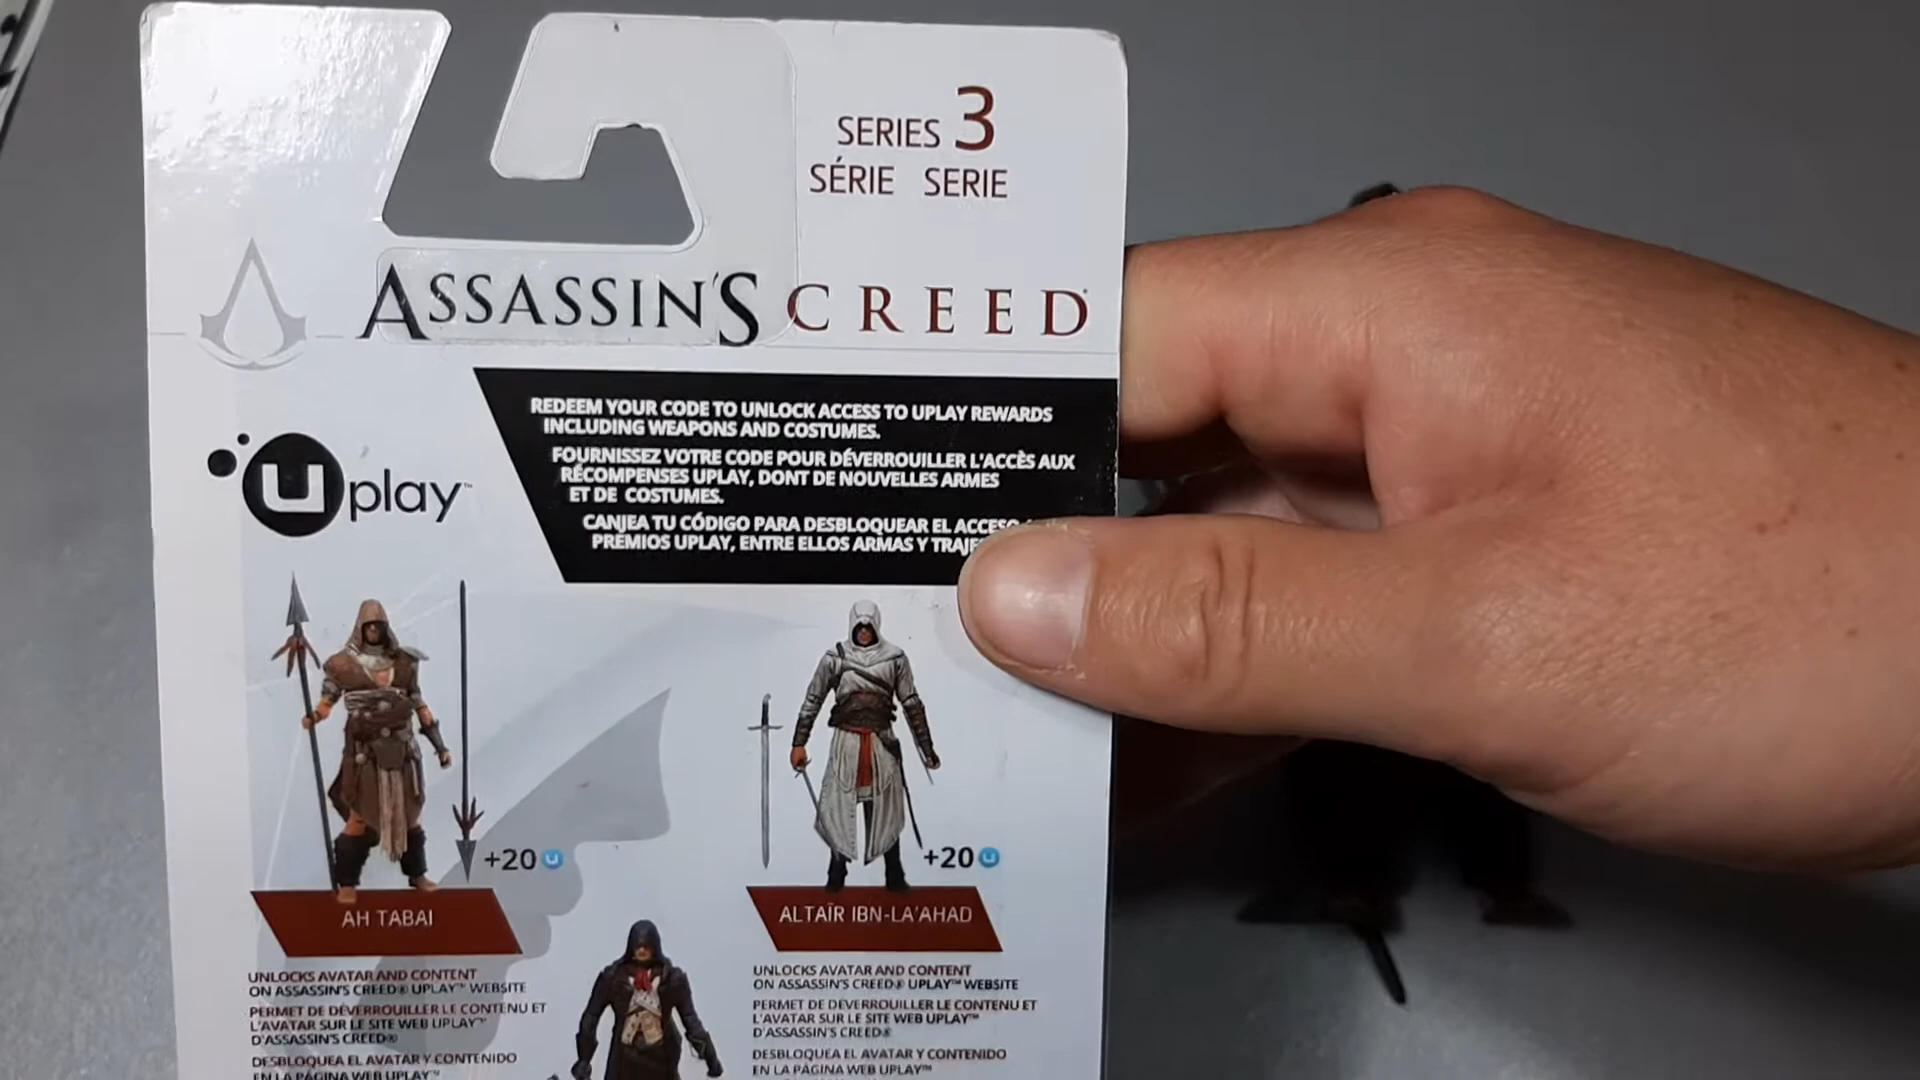 SERIES 3
SÉRIE SERIE
ASSASSIN'S CREED
REDEEM YOUR CODE TO UNLOCK ACCESS TO UPLAY REWARDS
INCLUDING WEAPONS AND COSTUMES.
FOURNISSEZ VOTRE CODE POUR DÉVERROUILLER L'ACCÈS AUX
RÉCOMPENSES UPLAY, DONT DE NOUVELLES ARMES
ET DE COSTUMES.
CANJEA TU CÓDIGO PARA DESBLOQUEAR EL ACCESO
PREMIOS UPLAY, ENTRE ELLOS ARMAS Y
U play™
+20 U
AH TABAI
UNLOCKS AVATAR AND CONTENT
ON ASSASSIN'S CREED® UPLAY™ WEBSITE
PERMET DE DÉVERROUILLER LE CONTENU ET
L'AVATAR SUR LE SITE WEB UPLAY™
D'ASSASSIN'S CREED®
DESBLOQUEA EL AVATAR Y CONTENIDO
EN LA PÁGINA WEB UPLAY™
+20 U
ALTAÏR IBN-LA'AHAD
UNLOCKS AVATAR AND CONTENT
ON ASSASSIN'S CREED® UPLAY™ WEBSITE
PERMET DE DÉVERROUILLER LE CONTENU ET
L'AVATAR SUR LE SITE WEB UPLAY™
D'ASSASSIN'S CREED®
DESBLOQUEA EL AVATAR Y CONTENIDO
EN LA PÁGINA WEB UPLAY™